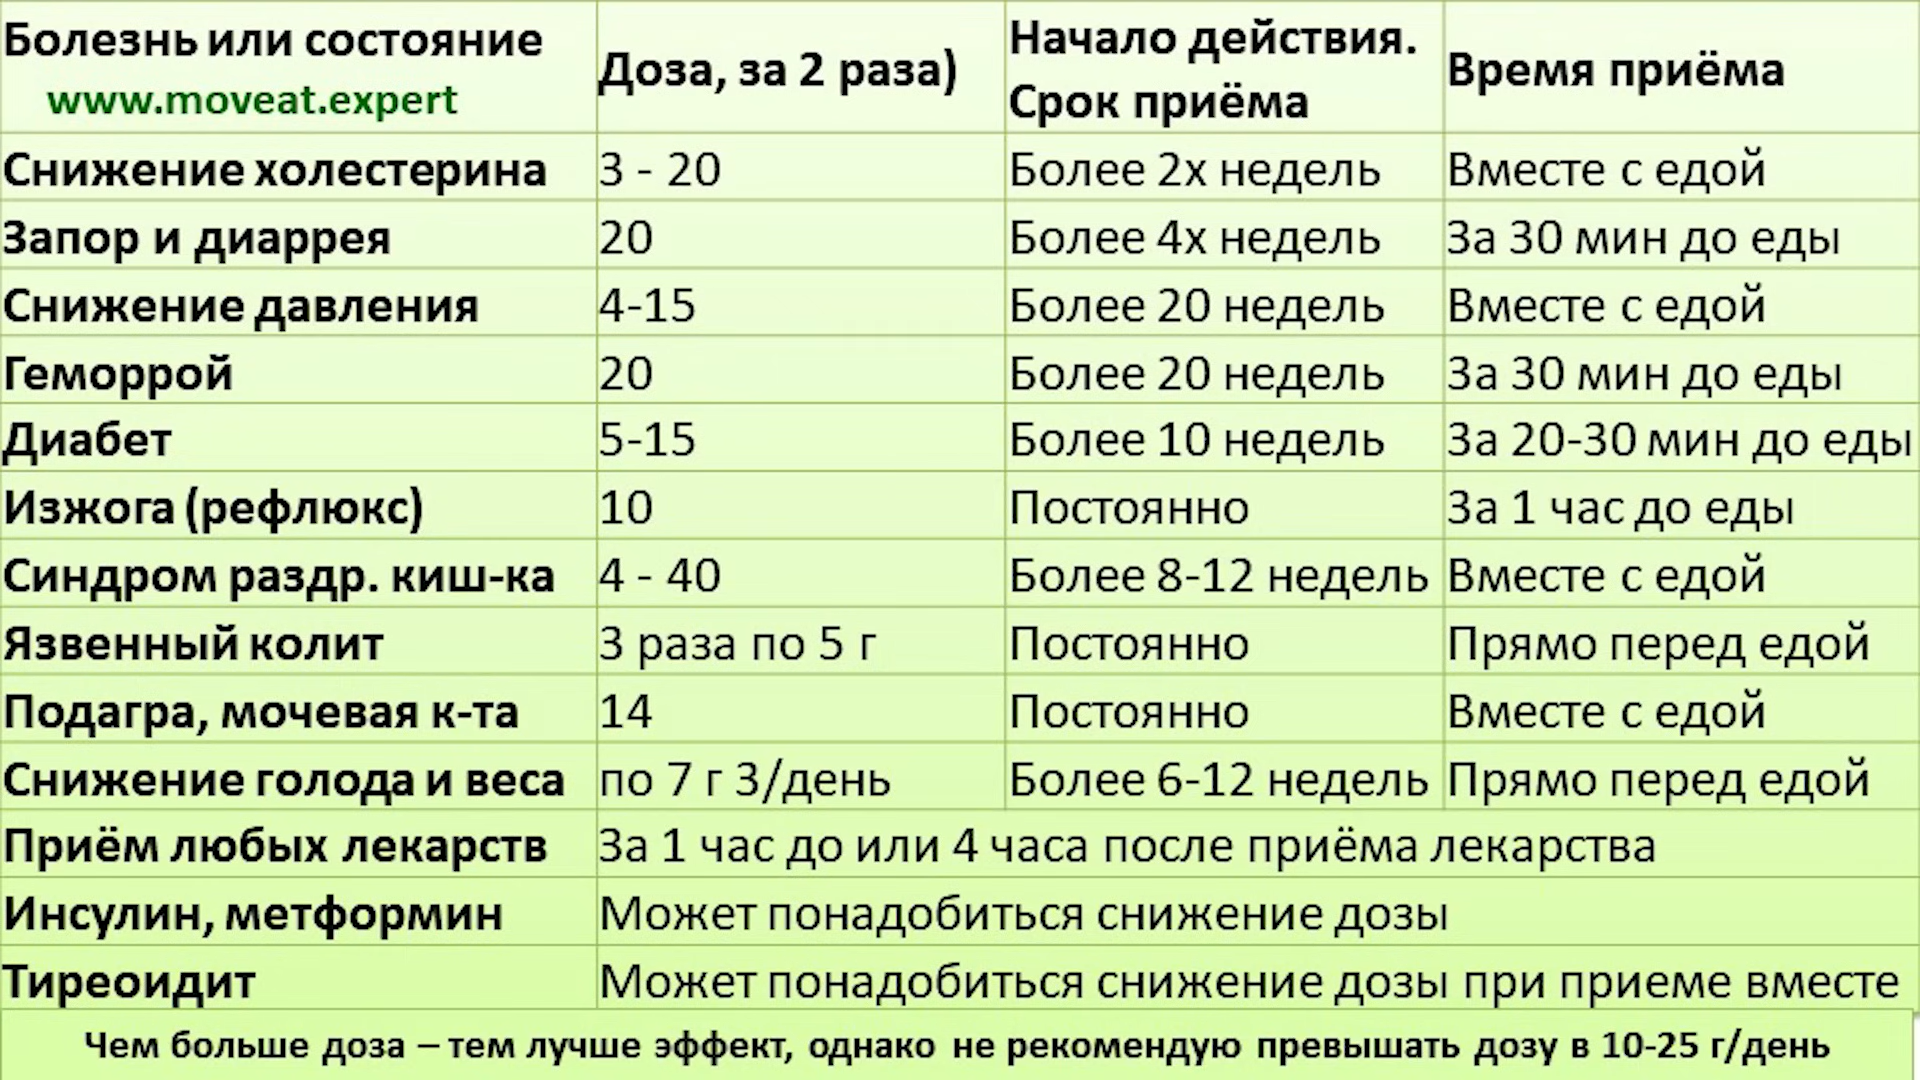 Болезнь или состояние
www.moveat.expert
Доза, за 2 раза)
Начало действия.
Срок приёма
Время приёма
Снижение холестерина 3 - 20 Более 2х недель Вместе с едой
Запор и диаррея 20 Более 4х недель За 30 мин до еды
Снижение давления 4-15 Более 20 недель Вместе с едой
Геморрой 20 Более 20 недель За 30 мин до еды
Диабет 5-15 Более 10 недель За 20-30 мин до еды
Изжога (рефлюкс) 10 Постоянно За 1 час до еды
Синдром раздр. киш-ка 4 - 40 Более 8-12 недель Вместе с едой
Язвенный колит 3 раза по 5 г Постоянно Прямо перед едой
Подагра, мочевая к-та 14 Постоянно Вместе с едой
Снижение голода и веса по 7 г 3/день Более 6-12 недель Прямо перед едой
Приём любых лекарств За 1 час до или 4 часа после приёма лекарства
Инсулин, метформин Может понадобиться снижение дозы
Тиреоидит Может понадобиться снижение дозы при приеме вместе
Чем больше доза – тем лучше эффект, однако не рекомендую превышать дозу в 10-25 г/день